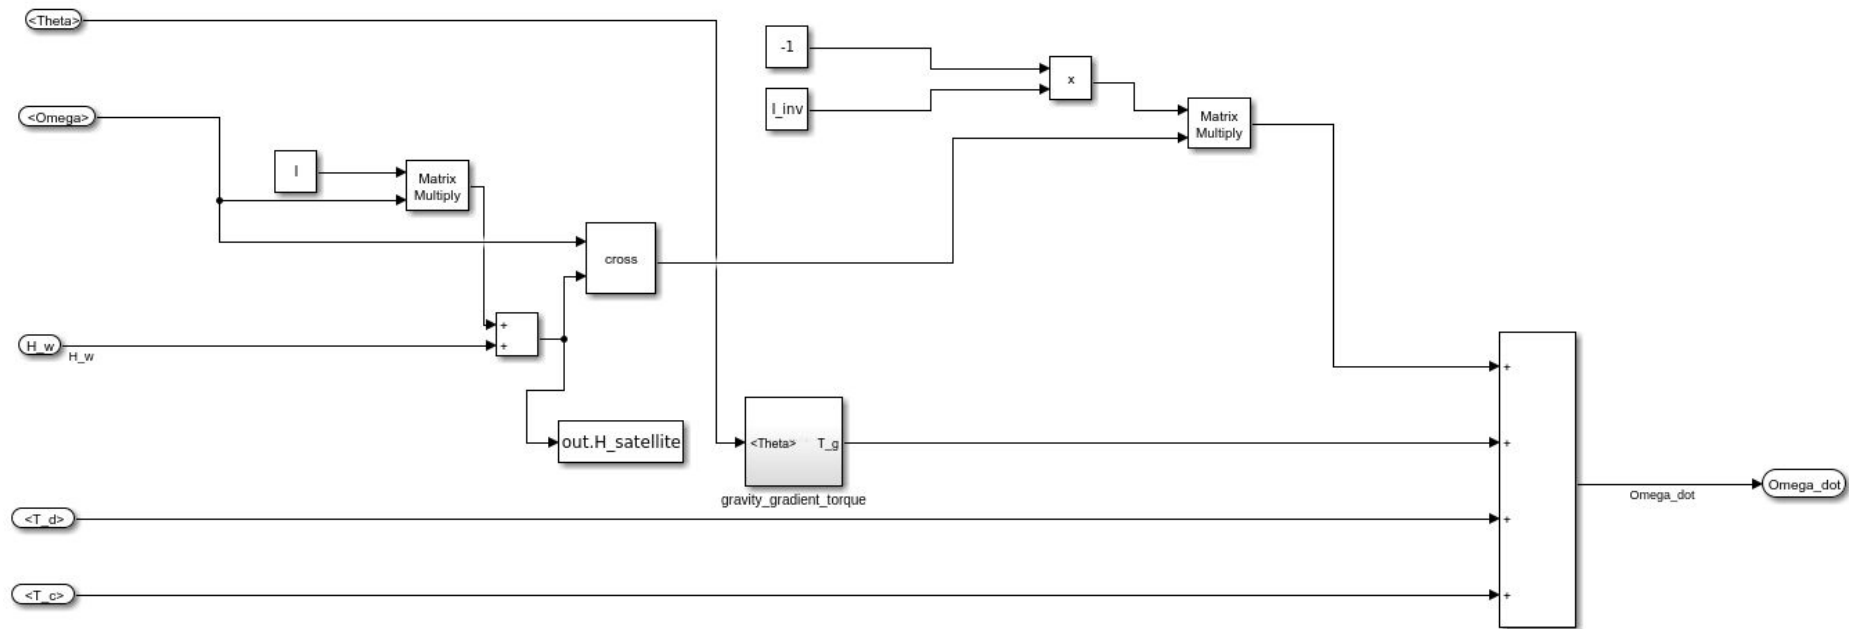 <Theta>
-1
x
I_inv
Matrix
Multiply
<Omega>
I
Matrix
Multiply
cross
+
+
H_w
H_w
out.H_satellite
<Theta> T_g
gravity_gradient_torque
<T_d>
<T_c>
+
+
+
+
Omega_dot
Omega_dot